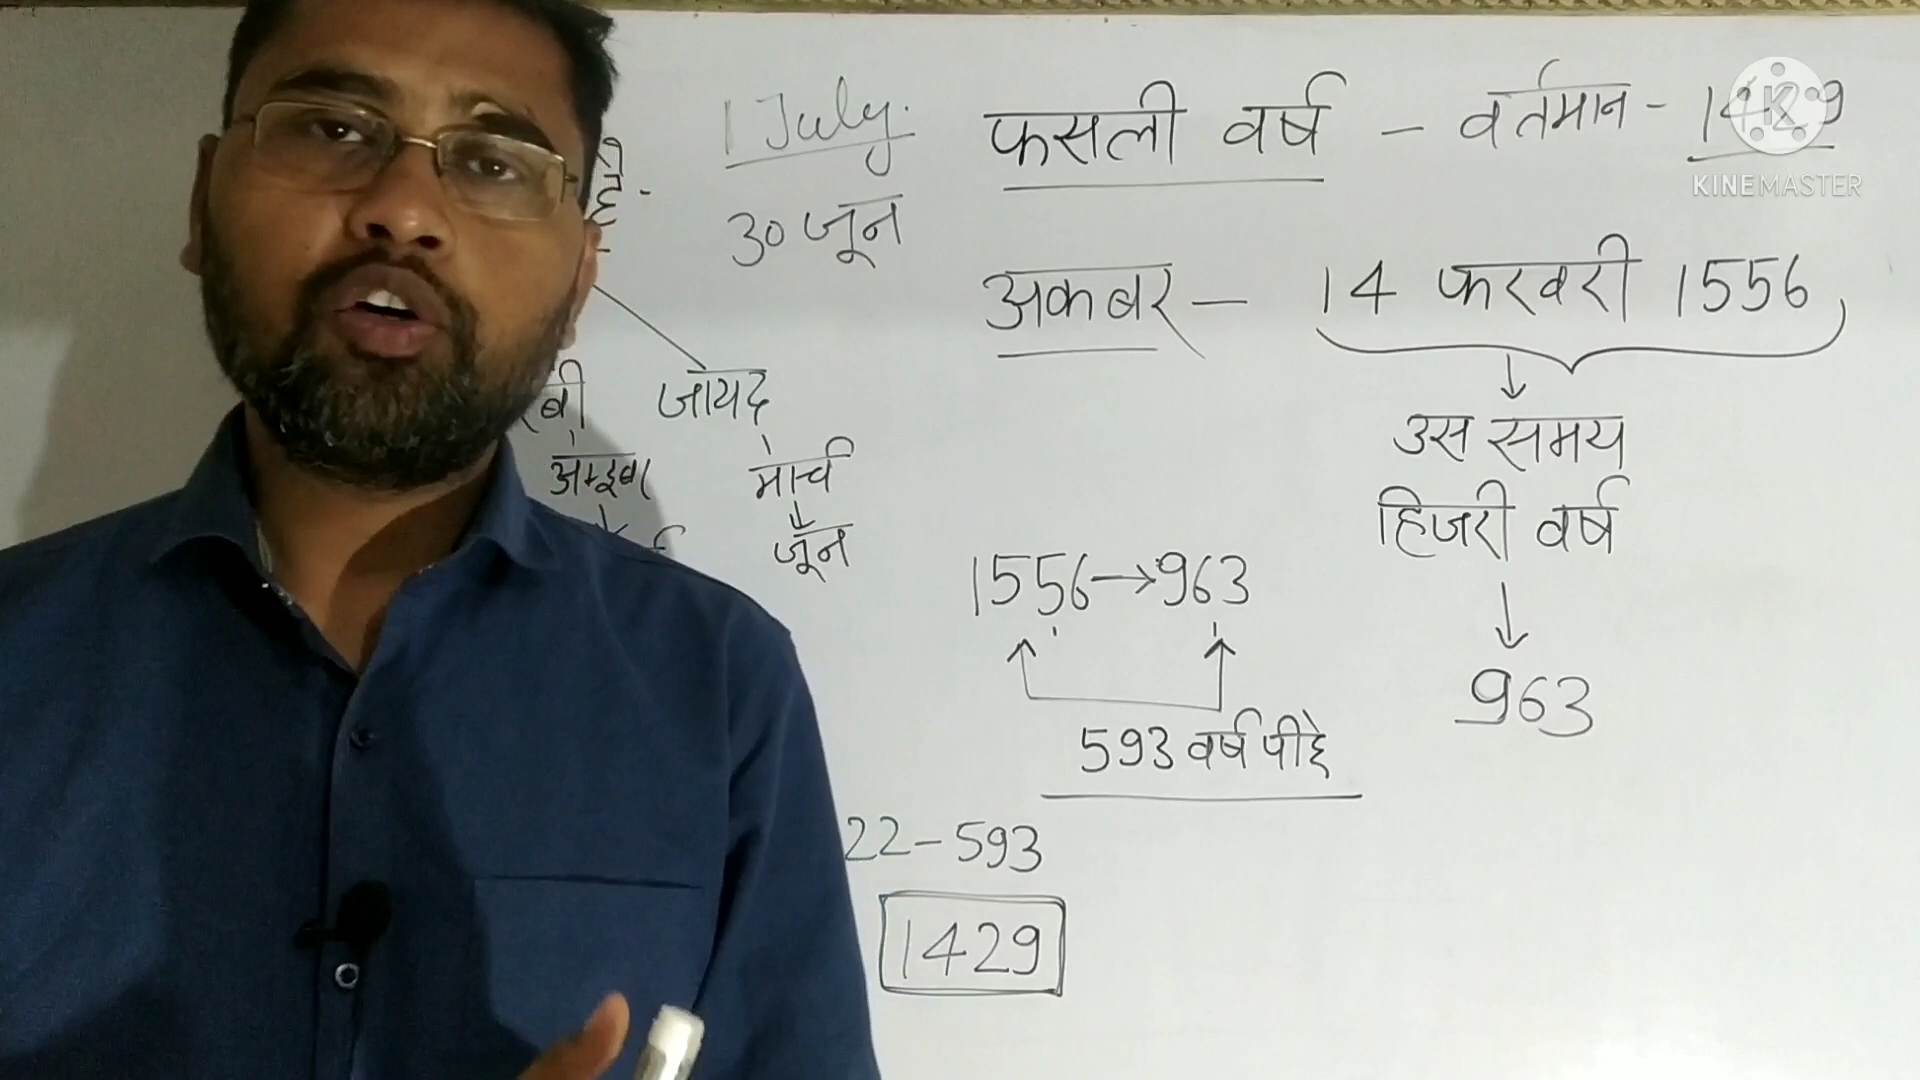 1 July.
30 जून
फसली वर्ष - वर्तमान - 1429
KINEMASTER
अकबर - 14 फरवरी 1556
जायद
मार्च
जून
उस समय
हिजरी वर्ष
963
1556→963
593 वर्ष पीछे
22-593
1429